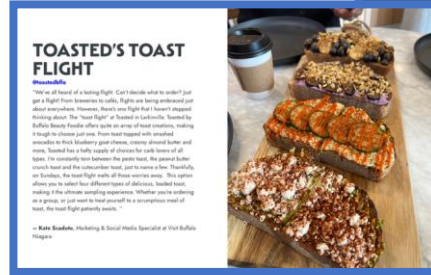 TOASTED'S TOAST
FLIGHT
@toastedbflo
"We've all heard of a tasting flight. Can't decide what to order? Just
get a flight! From breweries to cafés, flights are being embraced just
about everywhere. However, there's one flight that I haven't stopped
thinking about: The "toast flight" at Toasted in Larkinville. Toasted by
Buffalo Beauty Foodie offers quite an array of toast creations, making
it tough to choose just one. From toast topped with smashed
avocados to thick blueberry goat cheese, creamy almond butter and
more, Toasted has a hefty supply of choices for carb lovers of all
types. I'm constantly torn between the pesto toast, the peanut butter
crunch toast and the cutecumber toast, just to name a few. Thankfully,
on Sundays, the toast flight melts all those worries away. This option
allows you to select four different types of delicious, loaded toast,
making it the ultimate sampling experience. Whether you're ordering
as a group, or just want to treat yourself to a scrumptious meal of
toast, the toast flight patiently awaits. "
– Kate Scaduto, Marketing & Social Media Specialist at Visit Buffalo
Niagara